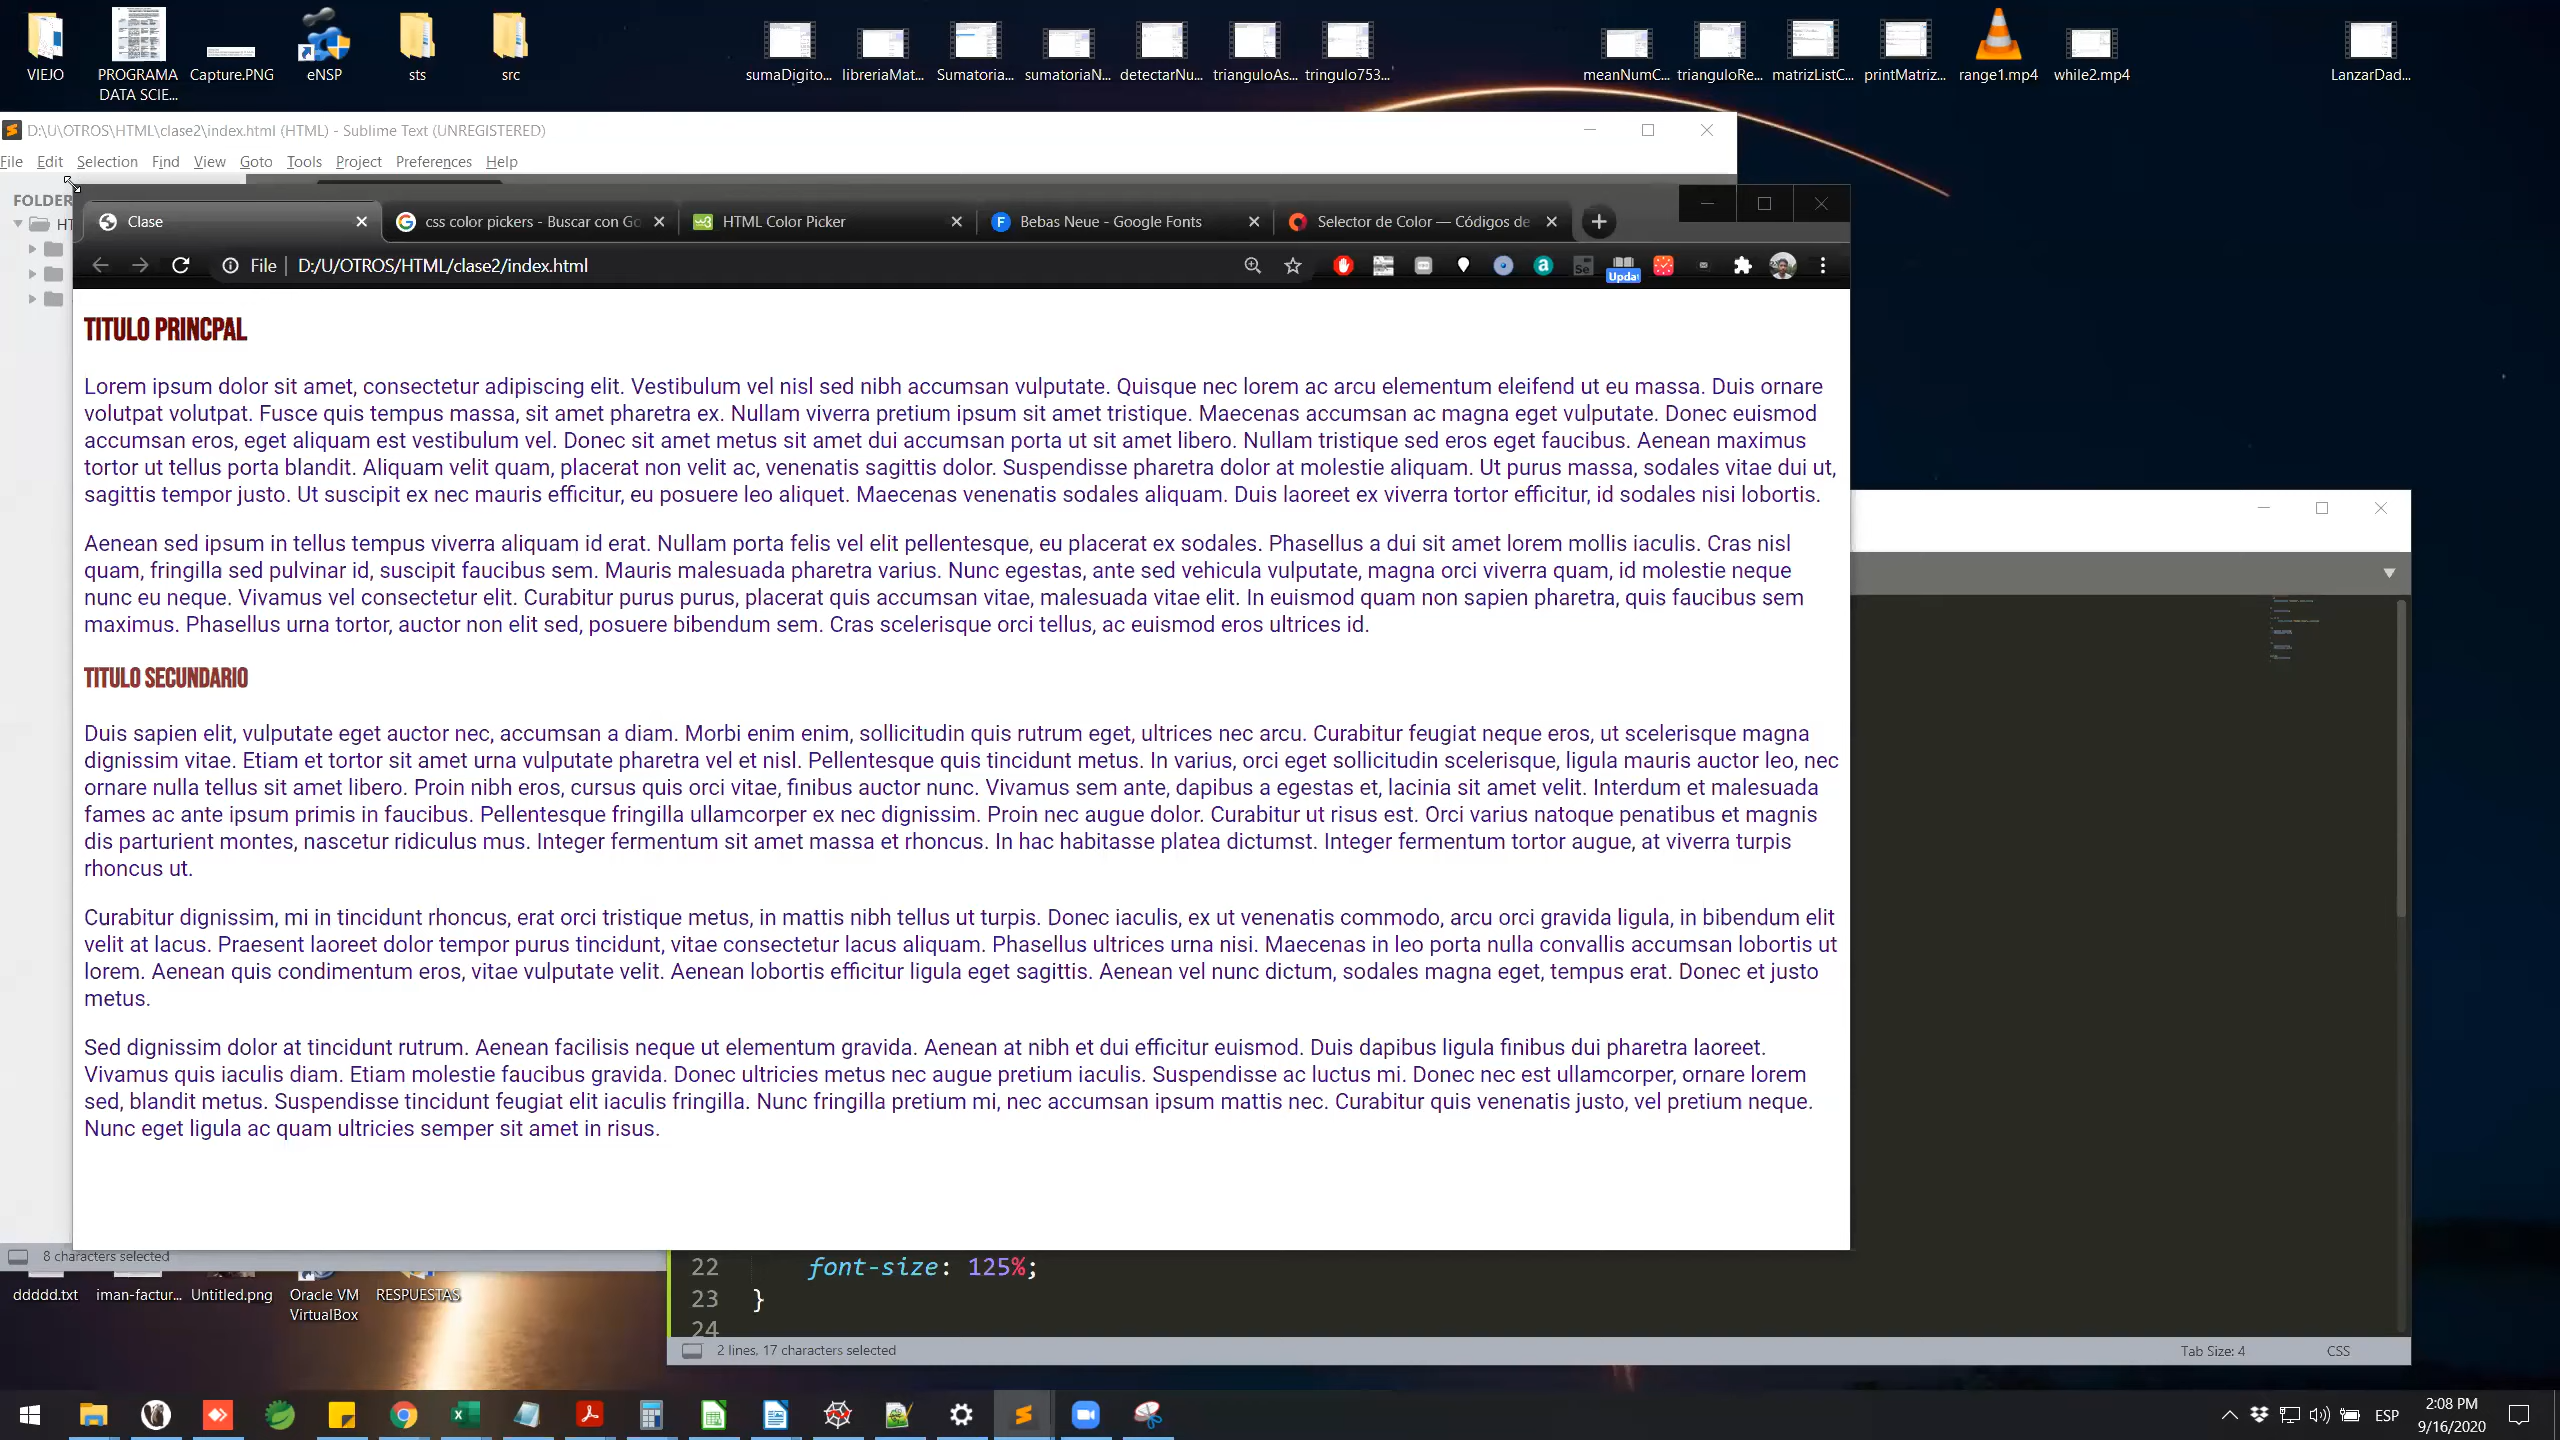 VIEJO
PROGRAMA
DATA SCIE...
Capture.PNG
eNSP
sts
src
sumaDigito...
libreriaMat...
Sumatoria...
sumatoriaN...
detectarNu...
trianguloAs...
tringulo753...
meanNumC...
trianguloRe...
matrizListC...
printMatriz...
range1.mp4
while2.mp4
LanzarDad...
D:\U\OTROS\HTML\clase2\index.html (HTML) - Sublime Text (UNREGISTERED)
File Edit Selection Find View Goto Tools Project Preferences Help
FOLDER
HT
Clase
css color pickers - Buscar con Go
HTML Color Picker
Bebas Neue - Google Fonts
Selector de Color — Códigos de
File D:/U/OTROS/HTML/clase2/index.html
Updat
TITULO PRINCPAL
Lorem ipsum dolor sit amet, consectetur adipiscing elit. Vestibulum vel nisl sed nibh accumsan vulputate. Quisque nec lorem ac arcu elementum eleifend ut eu massa. Duis ornare
volutpat volutpat. Fusce quis tempus massa, sit amet pharetra ex. Nullam viverra pretium ipsum sit amet tristique. Maecenas accumsan ac magna eget vulputate. Donec euismod
accumsan eros, eget aliquam est vestibulum vel. Donec sit amet metus sit amet dui accumsan porta ut sit amet libero. Nullam tristique sed eros eget faucibus. Aenean maximus
tortor ut tellus porta blandit. Aliquam velit quam, placerat non velit ac, venenatis sagittis dolor. Suspendisse pharetra dolor at molestie aliquam. Ut purus massa, sodales vitae dui ut,
sagittis tempor justo. Ut suscipit ex nec mauris efficitur, eu posuere leo aliquet. Maecenas venenatis sodales aliquam. Duis laoreet ex viverra tortor efficitur, id sodales nisi lobortis.
Aenean sed ipsum in tellus tempus viverra aliquam id erat. Nullam porta felis vel elit pellentesque, eu placerat ex sodales. Phasellus a dui sit amet lorem mollis iaculis. Cras nisl
quam, fringilla sed pulvinar id, suscipit faucibus sem. Mauris malesuada pharetra varius. Nunc egestas, ante sed vehicula vulputate, magna orci viverra quam, id molestie neque
nunc eu neque. Vivamus vel consectetur elit. Curabitur purus purus, placerat quis accumsan vitae, malesuada vitae elit. In euismod quam non sapien pharetra, quis faucibus sem
maximus. Phasellus urna tortor, auctor non elit sed, posuere bibendum sem. Cras scelerisque orci tellus, ac euismod eros ultrices id.
TITULO SECUNDARIO
Duis sapien elit, vulputate eget auctor nec, accumsan a diam. Morbi enim enim, sollicitudin quis rutrum eget, ultrices nec arcu. Curabitur feugiat neque eros, ut scelerisque magna
dignissim vitae. Etiam et tortor sit amet urna vulputate pharetra vel et nisl. Pellentesque quis tincidunt metus. In varius, orci eget sollicitudin scelerisque, ligula mauris auctor leo, nec
ornare nulla tellus sit amet libero. Proin nibh eros, cursus quis orci vitae, finibus auctor nunc. Vivamus sem ante, dapibus a egestas et, lacinia sit amet velit. Interdum et malesuada
fames ac ante ipsum primis in faucibus. Pellentesque fringilla ullamcorper ex nec dignissim. Proin nec augue dolor. Curabitur ut risus est. Orci varius natoque penatibus et magnis
dis parturient montes, nascetur ridiculus mus. Integer fermentum sit amet massa et rhoncus. In hac habitasse platea dictumst. Integer fermentum tortor augue, at viverra turpis
rhoncus ut.
Curabitur dignissim, mi in tincidunt rhoncus, erat orci tristique metus, in mattis nibh tellus ut turpis. Donec iaculis, ex ut venenatis commodo, arcu orci gravida ligula, in bibendum elit
velit at lacus. Praesent laoreet dolor tempor purus tincidunt, vitae consectetur lacus aliquam. Phasellus ultrices urna nisi. Maecenas in leo porta nulla convallis accumsan lobortis ut
lorem. Aenean quis condimentum eros, vitae vulputate velit. Aenean lobortis efficitur ligula eget sagittis. Aenean vel nunc dictum, sodales magna eget, tempus erat. Donec et justo
metus.
Sed dignissim dolor at tincidunt rutrum. Aenean facilisis neque ut elementum gravida. Aenean at nibh et dui efficitur euismod. Duis dapibus ligula finibus dui pharetra laoreet.
Vivamus quis iaculis diam. Etiam molestie faucibus gravida. Donec ultricies metus nec augue pretium iaculis. Suspendisse ac luctus mi. Donec nec est ullamcorper, ornare lorem
sed, blandit metus. Suspendisse tincidunt feugiat elit iaculis fringilla. Nunc fringilla pretium mi, nec accumsan ipsum mattis nec. Curabitur quis venenatis justo, vel pretium neque.
Nunc eget ligula ac quam ultricies semper sit amet in risus.
8 characters selected
22 font-size: 125%;
23 }
24
2 lines, 17 characters selected
Tab Size: 4
CSS
ddddd.txt
iman-factur...
Untitled.png
Oracle VM
VirtualBox
RESPUESTAS
ESP
2:08 PM
9/16/2020